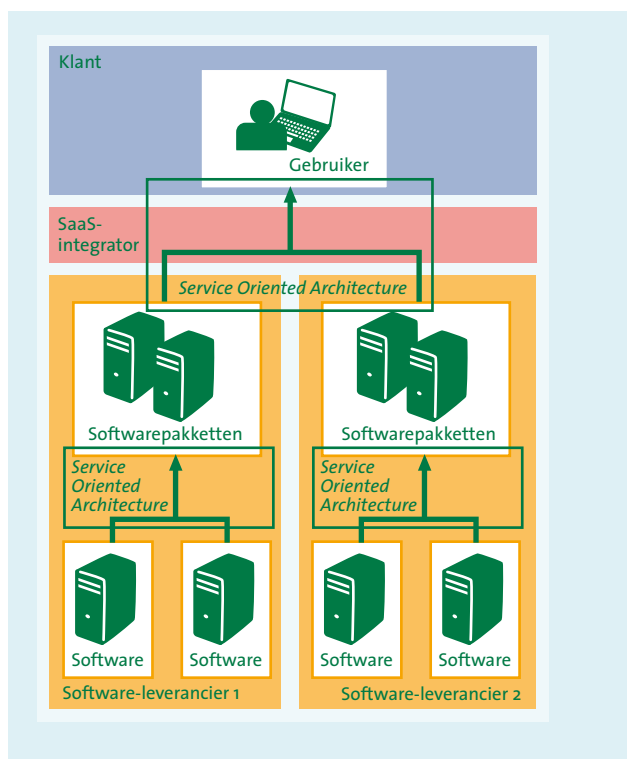 Klant
Gebruiker
SaaS-
integrator
Service Oriented Architecture
Softwarepakketten
Softwarepakketten
Service
Oriented
Architecture
Service
Oriented
Architecture
Software
Software
Software
Software
Software-leverancier 1
Software-leverancier 2